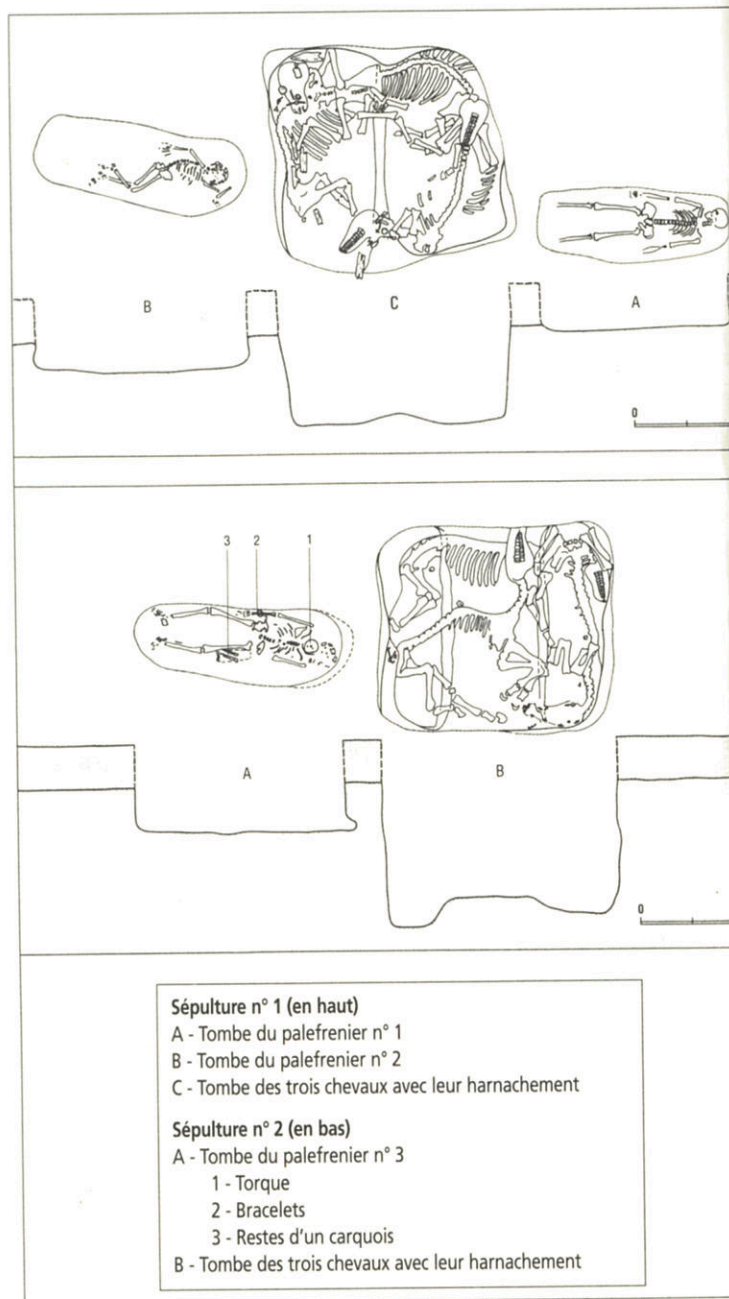 B
C
A
0
3 2 1
A
B
0
Sépulture n° 1 (en haut)
A - Tombe du palefrenier n° 1
B - Tombe du palefrenier n° 2
C - Tombe des trois chevaux avec leur harnachement
Sépulture n° 2 (en bas)
A - Tombe du palefrenier n° 3
1 - Torque
2 - Bracelets
3 - Restes d'un carquois
B - Tombe des trois chevaux avec leur harnachement